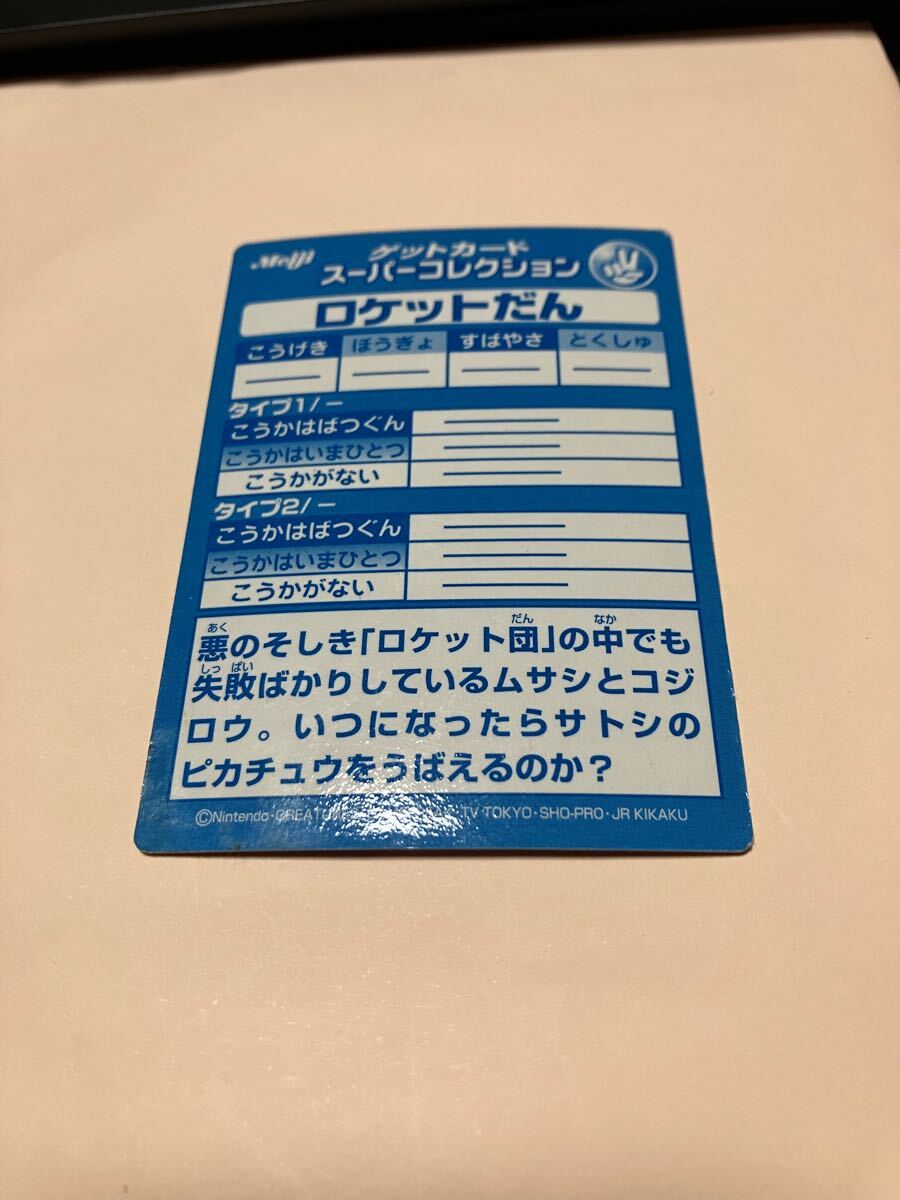 Meiji
ゲットカード
スーパーコレクション
ロケットだん
こうげき ぼうぎょ すばやさ とくしゅ
— — — —
タイプ1/ー
こうかはばつぐん —
こうかはいまひとつ —
こうかがない —
タイプ2/ー
こうかはばつぐん —
こうかはいまひとつ —
こうかがない —
悪のそしき「ロケット団」の中でも
失敗ばかりしているムサシとコジ
ロウ。いつになったらサトシの
ピカチュウをうばえるのか?
©Nintendo・CREATURES TV TOKYO・SHO-PRO・JR KIKAKU